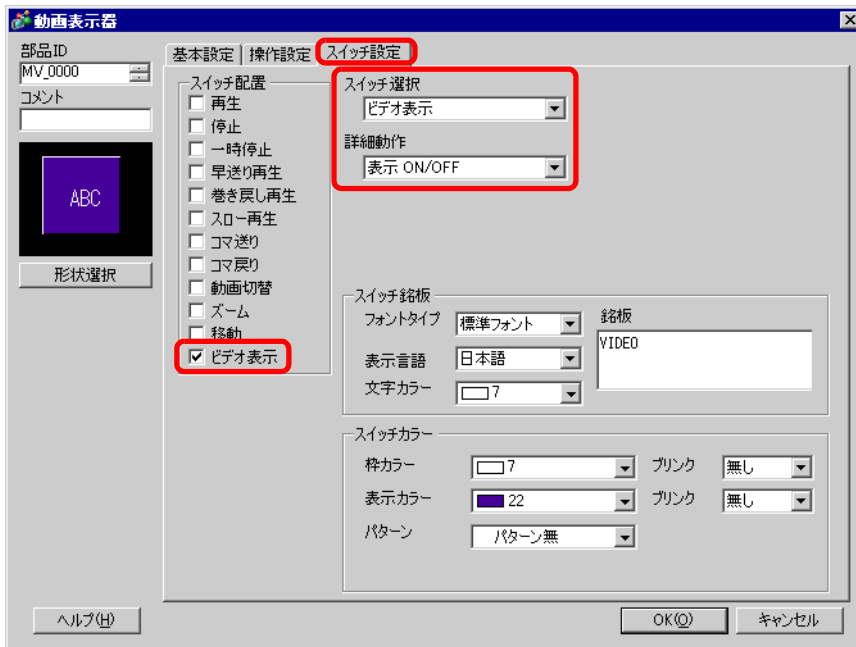 動画表示器
部品ID
MV_0000
コメント
ABC
形状選択
基本設定
操作設定
スイッチ設定
スイッチ配置
再生
停止
一時停止
早送り再生
巻き戻し再生
スロー再生
コマ送り
コマ戻り
動画切替
ズーム
移動
ビデオ表示
スイッチ選択
ビデオ表示
詳細動作
表示 ON/OFF
スイッチ銘板
フォントタイプ
標準フォント
表示言語
日本語
文字カラー
7
銘板
VIDEO
スイッチカラー
枠カラー
7
ブリンク
無し
表示カラー
22
ブリンク
無し
パターン
パターン無
ヘルプ(H)
OK(O)
キャンセル